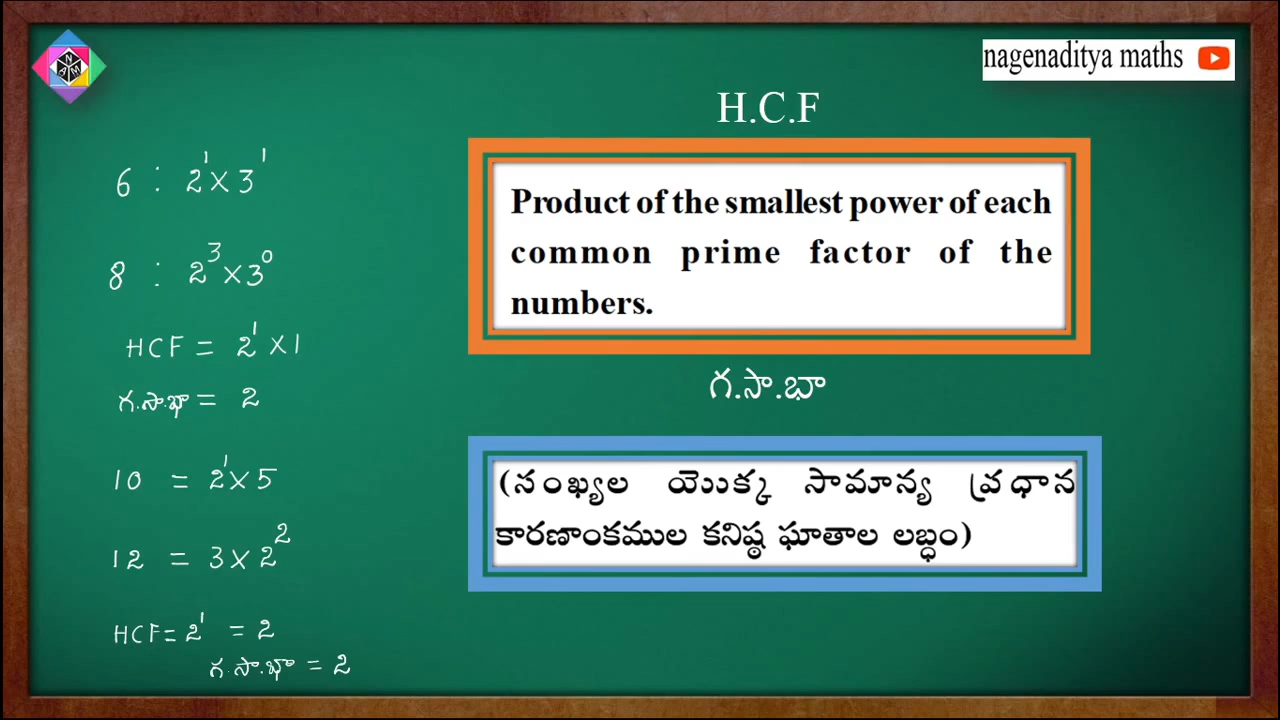 N
A M
nagenaditya maths
H.C.F
6 : 2¹ × 3¹
8 : 2³ × 3⁰
HCF = 2¹ × 1
గ.సా.భా = 2
10 = 2¹ × 5
12 = 3 × 2²
HCF = 2¹ = 2
గ.సా.భా = 2
Product of the smallest power of each
common prime factor of the
numbers.
గ.సా.భా
(సంఖ్యల యొక్క సామాన్య ప్రధాన
కారణాంకముల కనిష్ఠ ఘాతాల లబ్ధం)